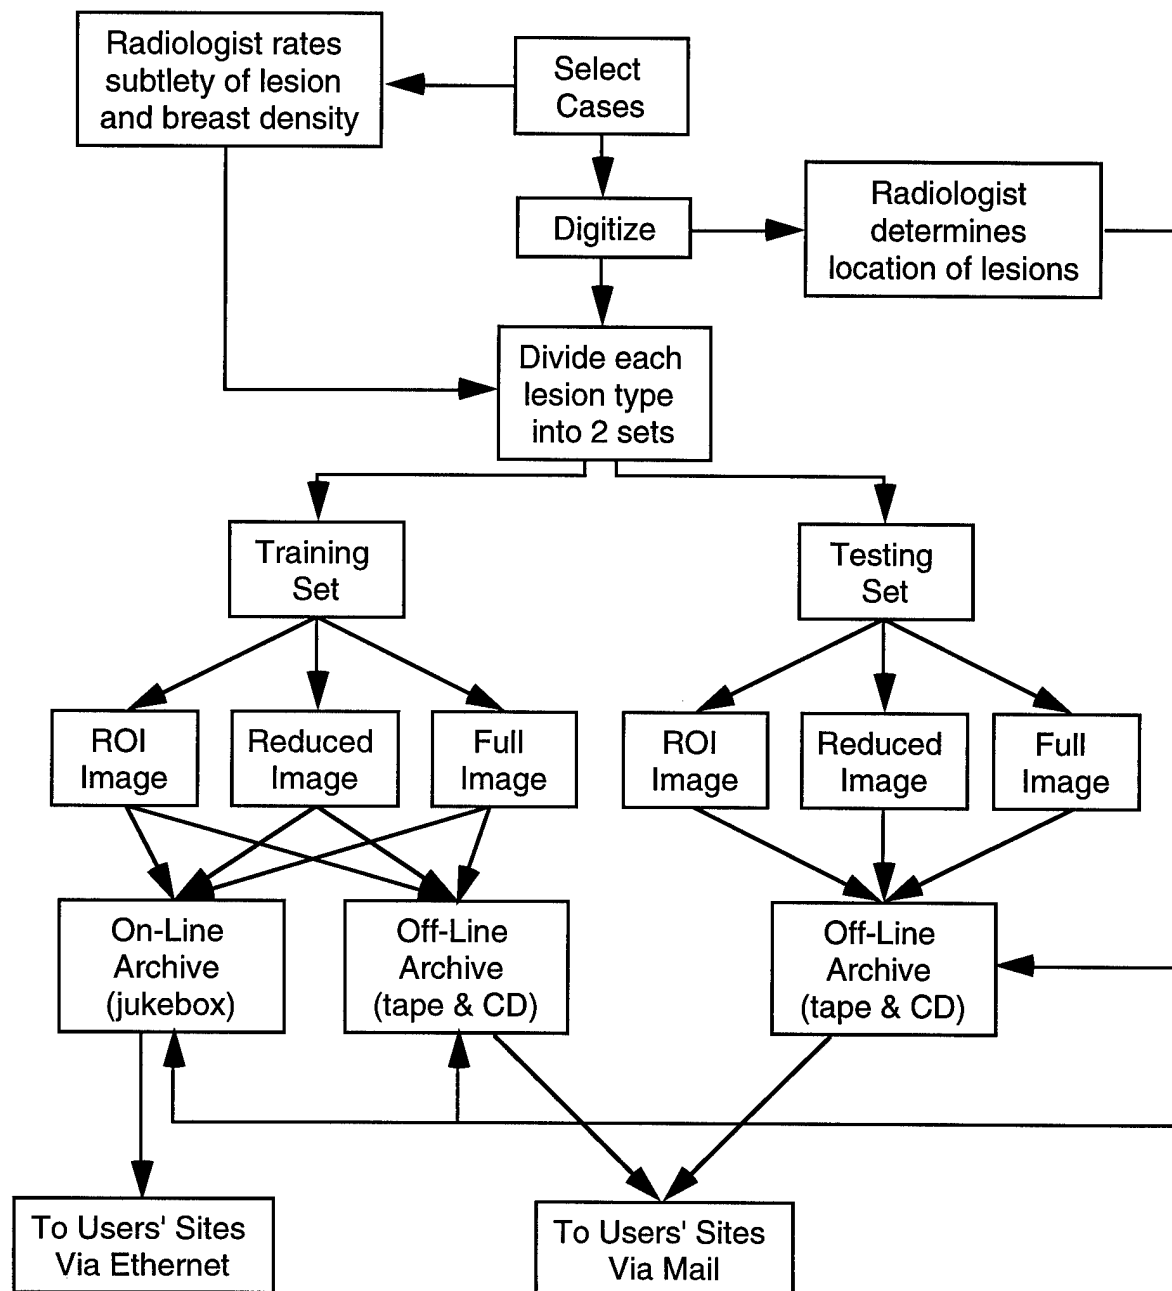 Radiologist rates
subtlety of lesion
and breast density
Select
Cases
Digitize
Radiologist
determines
location of lesions
Divide each
lesion type
into 2 sets
Training
Set
Testing
Set
ROI
Image
Reduced
Image
Full
Image
ROI
Image
Reduced
Image
Full
Image
On-Line
Archive
(jukebox)
Off-Line
Archive
(tape & CD)
Off-Line
Archive
(tape & CD)
To Users' Sites
Via Ethernet
To Users' Sites
Via Mail